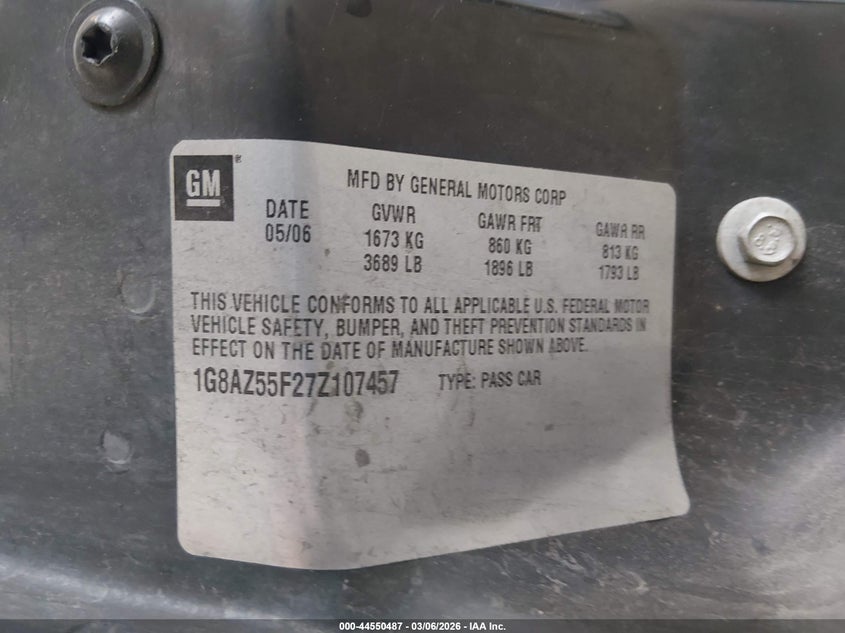 GM
MFD BY GENERAL MOTORS CORP
DATE GVWR GAWR FRT GAWR RR
05/06 1673 KG 860 KG 813 KG
3689 LB 1896 LB 1793 LB
THIS VEHICLE CONFORMS TO ALL APPLICABLE U.S. FEDERAL MOTOR
VEHICLE SAFETY, BUMPER, AND THEFT PREVENTION STANDARDS IN
EFFECT ON THE DATE OF MANUFACTURE SHOWN ABOVE.
1G8AZ55F27Z107457 TYPE: PASS CAR
000-44550487 - 03/06/2026 - IAA Inc.